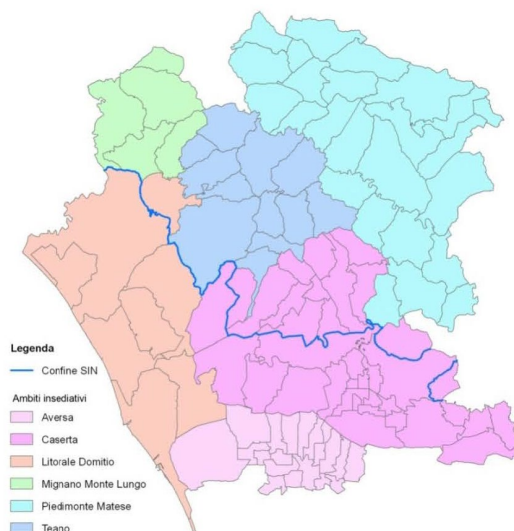 Legenda
Confine SIN
Ambiti insediativi
Aversa
Caserta
Litorale Domitio
Mignano Monte Lungo
Piedimonte Matese
Teano